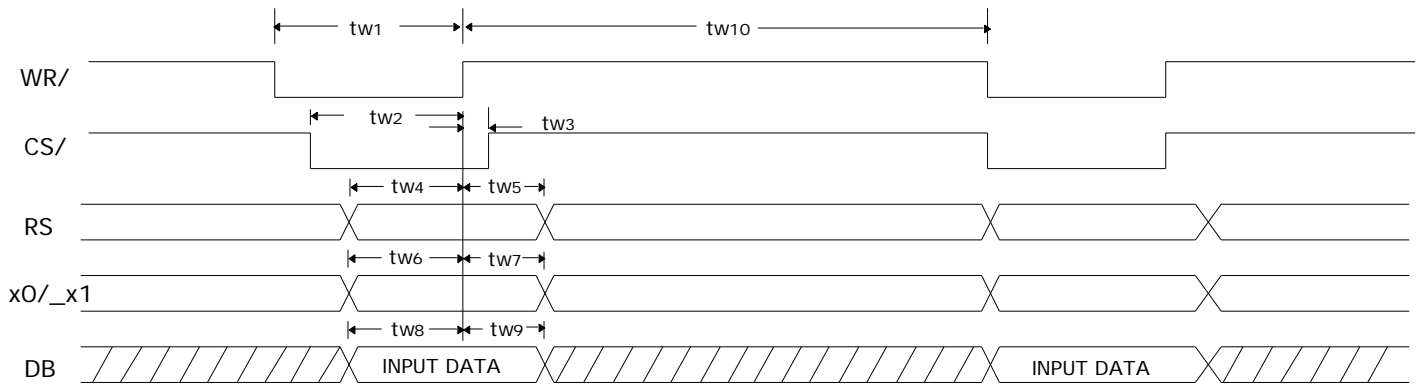 tw1 tw10
WR/
tw2 tw3
CS/
tw4 tw5
RS
tw6 tw7
x0/_x1
tw8 tw9
DB INPUT DATA INPUT DATA